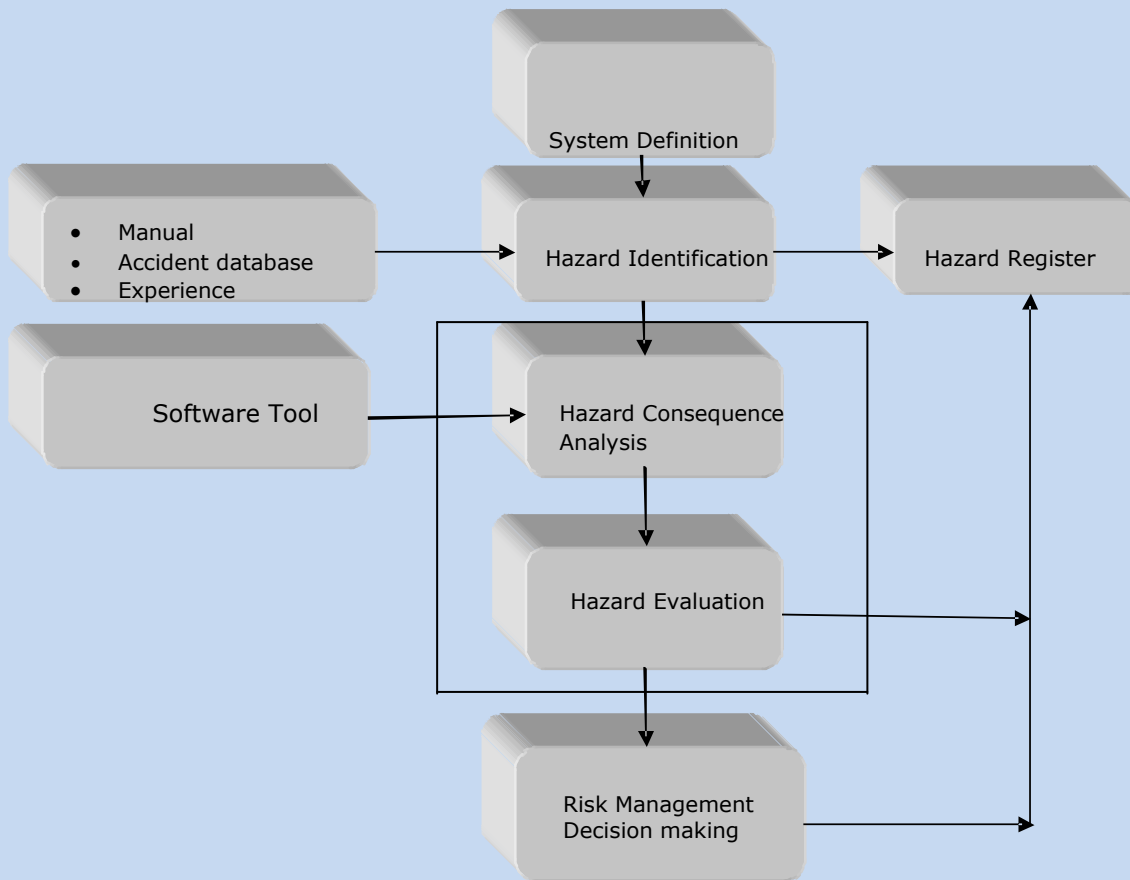 System Definition
• Manual
• Accident database
• Experience
Hazard Identification
Hazard Register
Software Tool
Hazard Consequence
Analysis
Hazard Evaluation
Risk Management
Decision making